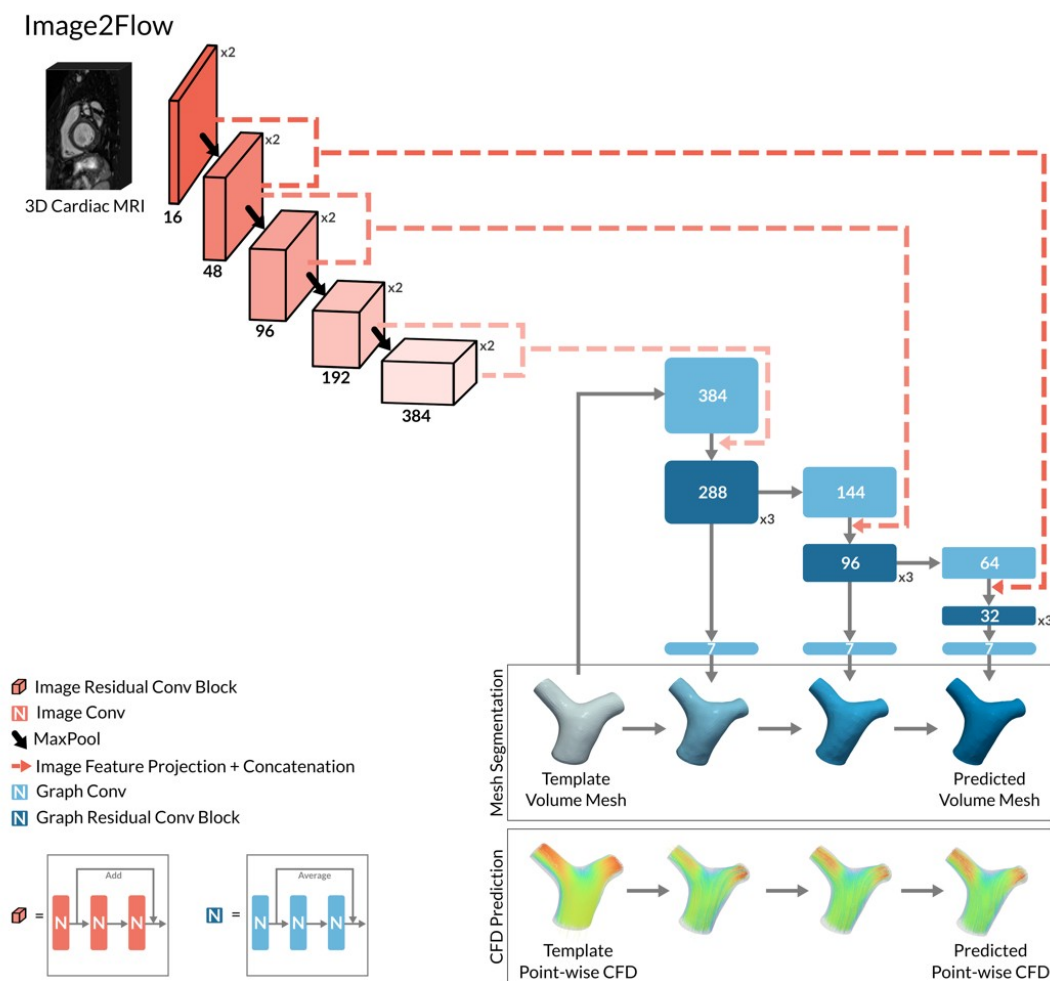 Image2Flow
x2
3D Cardiac MRI
16
x2
48
x2
96
x2
192
x2
384
384
288
x3
144
96
x3
64
32
x3
7
7
7
Image Residual Conv Block
N Image Conv
MaxPool
Image Feature Projection + Concatenation
N Graph Conv
N Graph Residual Conv Block
Add
= N N N
Average
N = N N N
Mesh Segmentation
Template
Volume Mesh
Predicted
Volume Mesh
CFD Prediction
Template
Point-wise CFD
Predicted
Point-wise CFD